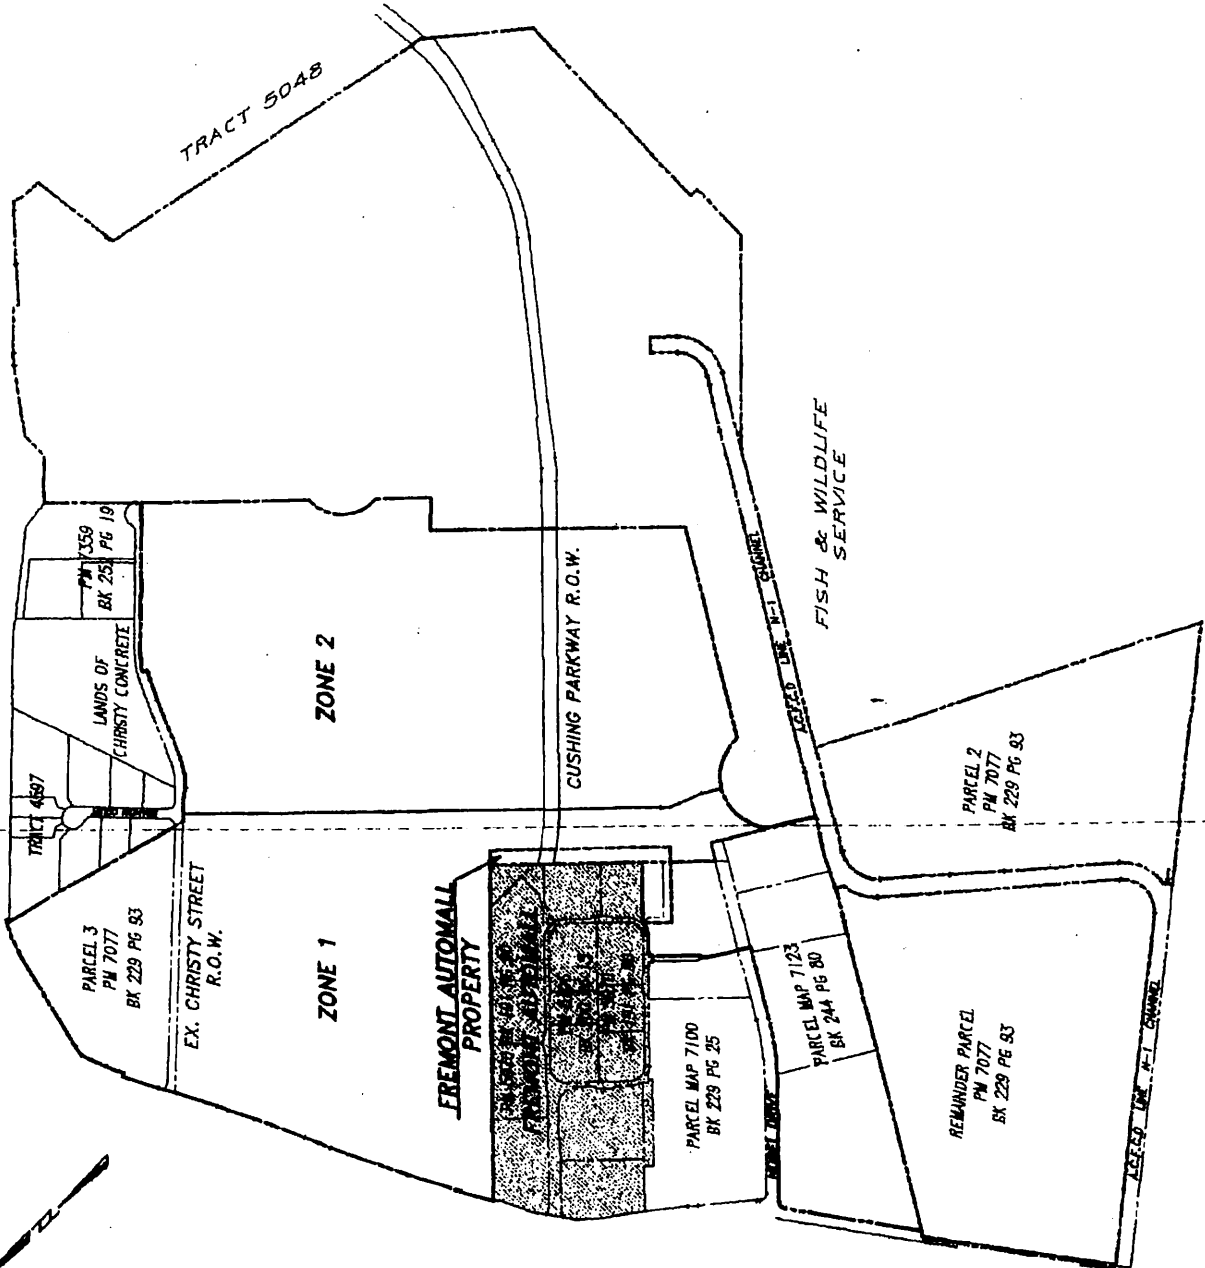 TRACT 5048
PM 7359
BK 252 PG 19
LANDS OF
CHRISTY CONCRETE
TRACT 4597
PARCEL 3
PM 7077
BK 229 PG 93
EX. CHRISTY STREET
R.O.W.
ZONE 2
ZONE 1
CUSHING PARKWAY R.O.W.
FISH & WILDLIFE
SERVICE
A.C.F.C.D LINE N-1 CHANNEL
FREMONT AUTOMALL
PROPERTY
FREMONT AUTOMALL
PARCEL MAP 7100
BK 229 PG 25
PARCEL MAP 7123
BK 244 PG 80
PARCEL 2
PM 7077
BK 229 PG 93
REMAINDER PARCEL
PM 7077
BK 229 PG 93
A.C.F.C.D LINE N-1 CHANNEL